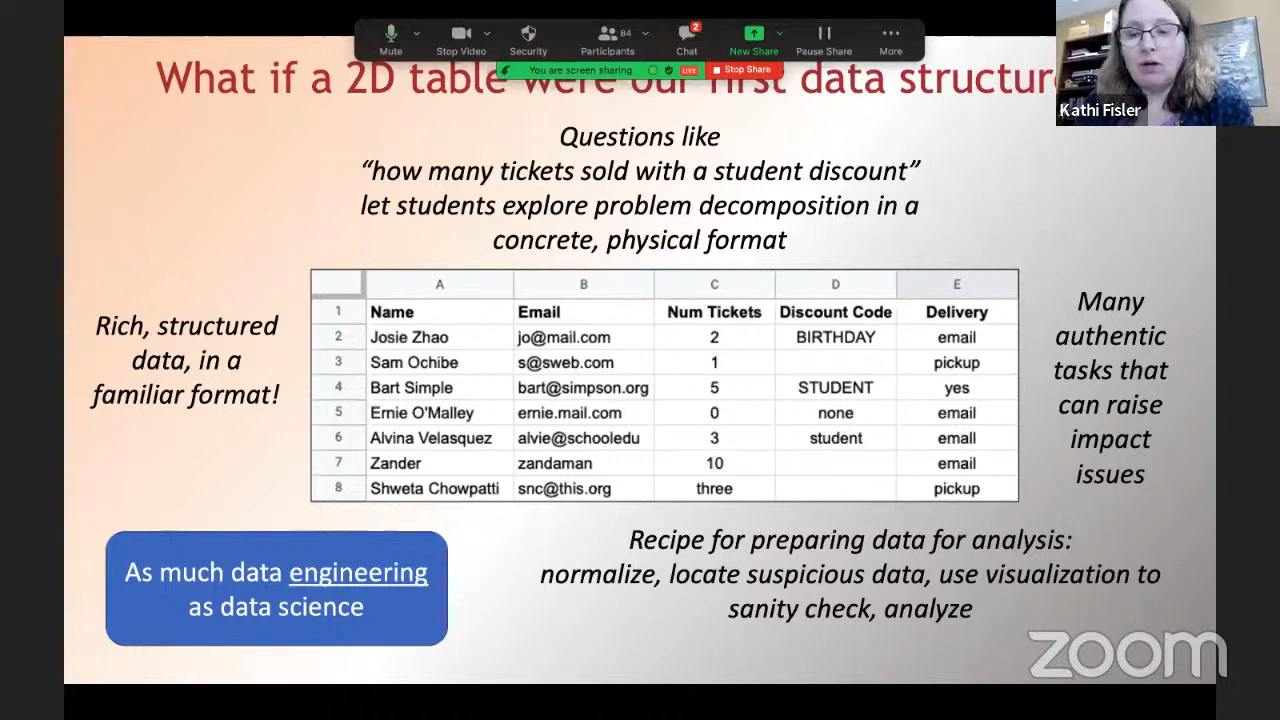 Mute
Stop Video
Security
84
Participants
2
Chat
New Share
Pause Share
More
You are screen sharing
LIVE
Stop Share
Kathi Fisler
What if a 2D table were our first data structure
Questions like
“how many tickets sold with a student discount”
let students explore problem decomposition in a
concrete, physical format
Rich, structured
data, in a
familiar format!
A B C D E
1 Name Email Num Tickets Discount Code Delivery
2 Josie Zhao jo@mail.com 2 BIRTHDAY email
3 Sam Ochibe s@sweb.com 1 pickup
4 Bart Simple bart@simpson.org 5 STUDENT yes
5 Ernie O'Malley ernie.mail.com 0 none email
6 Alvina Velasquez alvie@schooledu 3 student email
7 Zander zandaman 10 email
8 Shweta Chowpatti snc@this.org three pickup
Many
authentic
tasks that
can raise
impact
issues
As much data engineering
as data science
Recipe for preparing data for analysis:
normalize, locate suspicious data, use visualization to
sanity check, analyze
zoom